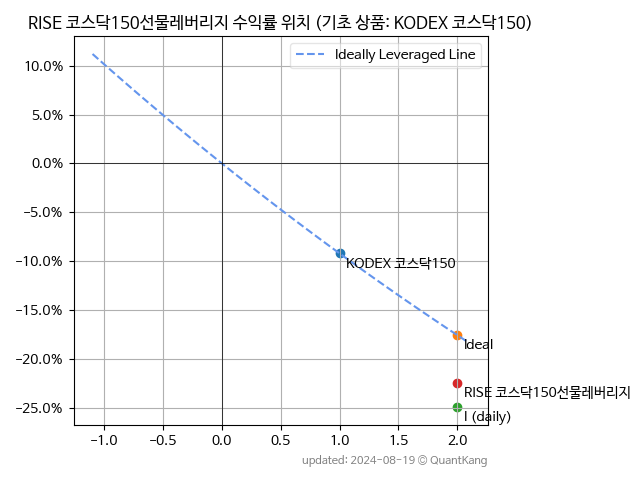 RISE 코스닥150선물레버리지 수익률 위치 (기초 상품: KODEX 코스닥150)
Ideally Leveraged Line
10.0%
5.0%
0.0%
−5.0%
−10.0%
−15.0%
−20.0%
−25.0%
KODEX 코스닥150
Ideal
RISE 코스닥150선물레버리지
I (daily)
−1.0 −0.5 0.0 0.5 1.0 1.5 2.0
updated: 2024-08-19 © QuantKang